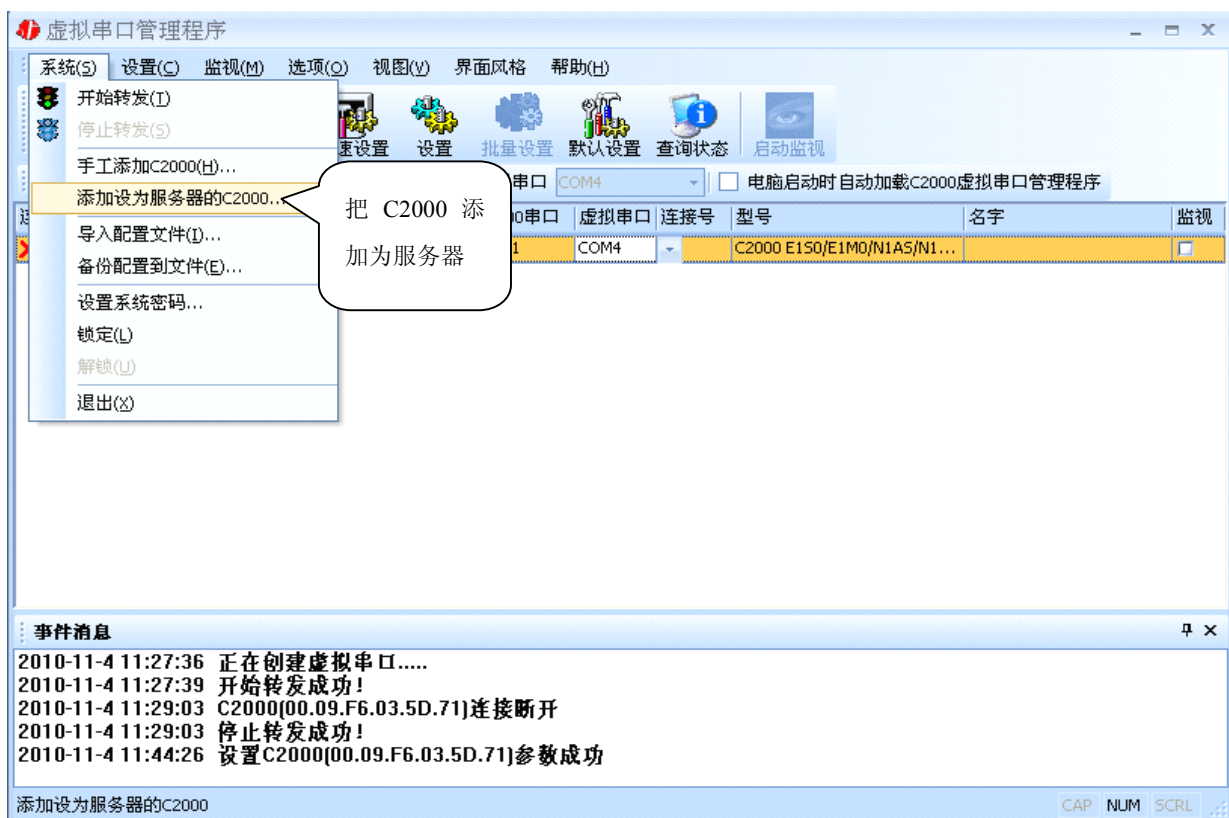 虚拟串口管理程序
系统(S) 设置(C) 监视(M) 选项(O) 视图(V) 界面风格 帮助(H)
开始转发(T)
停止转发(S)
手工添加C2000(H)...
添加设为服务器的C2000...
导入配置文件(I)...
备份配置到文件(E)...
设置系统密码...
锁定(L)
解锁(U)
退出(X)
速设置 设置 批量设置 默认设置 查询状态 启动监视
串口 COM4 电脑启动时自动加载C2000虚拟串口管理程序
串口 虚拟串口 连接号 型号 名字 监视
1 COM4 C2000 E1S0/E1M0/N1AS/N1...
把 C2000 添
加为服务器
事件消息
2010-11-4 11:27:36 正在创建虚拟串口.....
2010-11-4 11:27:39 开始转发成功!
2010-11-4 11:29:03 C2000(00.09.F6.03.5D.71)连接断开
2010-11-4 11:29:03 停止转发成功!
2010-11-4 11:44:26 设置C2000(00.09.F6.03.5D.71)参数成功
添加设为服务器的C2000 CAP NUM SCRL